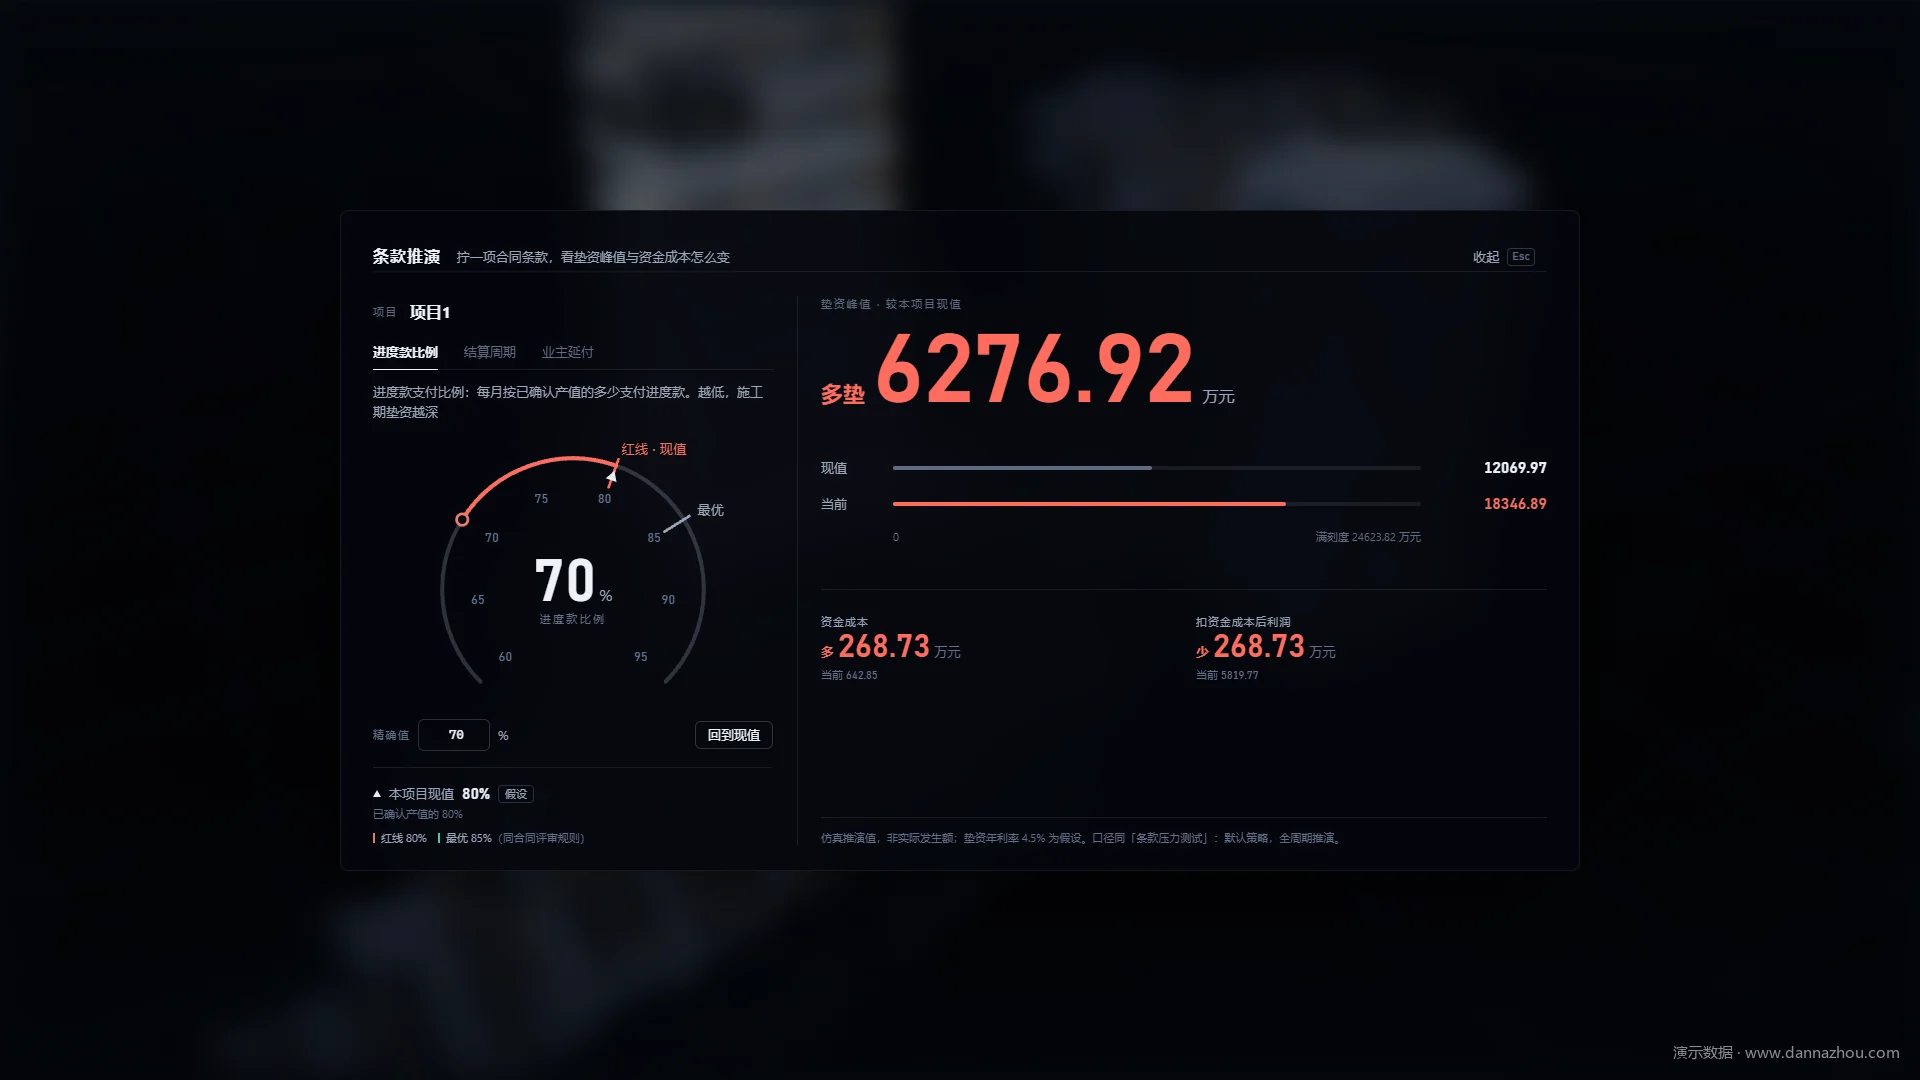 条款推演 拧一项合同条款，看垫资峰值与资金成本怎么变
收起 Esc
项目 项目1
进度款比例 结算周期 业主延付
进度款支付比例：每月按已确认产值的多少支付进度款。越低，施工
期垫资越深
红线 · 现值
最优
60
65
70
75
80
85
90
95
70 %
进度款比例
精确值 70 %
回到现值
▲ 本项目现值 80% 假设
已确认产值的 80%
红线 80% 最优 85%（同合同评审规则）
垫资峰值 · 较本项目现值
多垫 6276.92 万元
现值 12069.97
当前 18346.89
0 满刻度 24623.82 万元
资金成本
多 268.73 万元
当前 642.85
扣资金成本后利润
少 268.73 万元
当前 5819.77
仿真推演值，非实际发生额；垫资年利率 4.5% 为假设。口径同「条款压力测试」：默认策略，全周期推演。
演示数据 · www.dannazhou.com